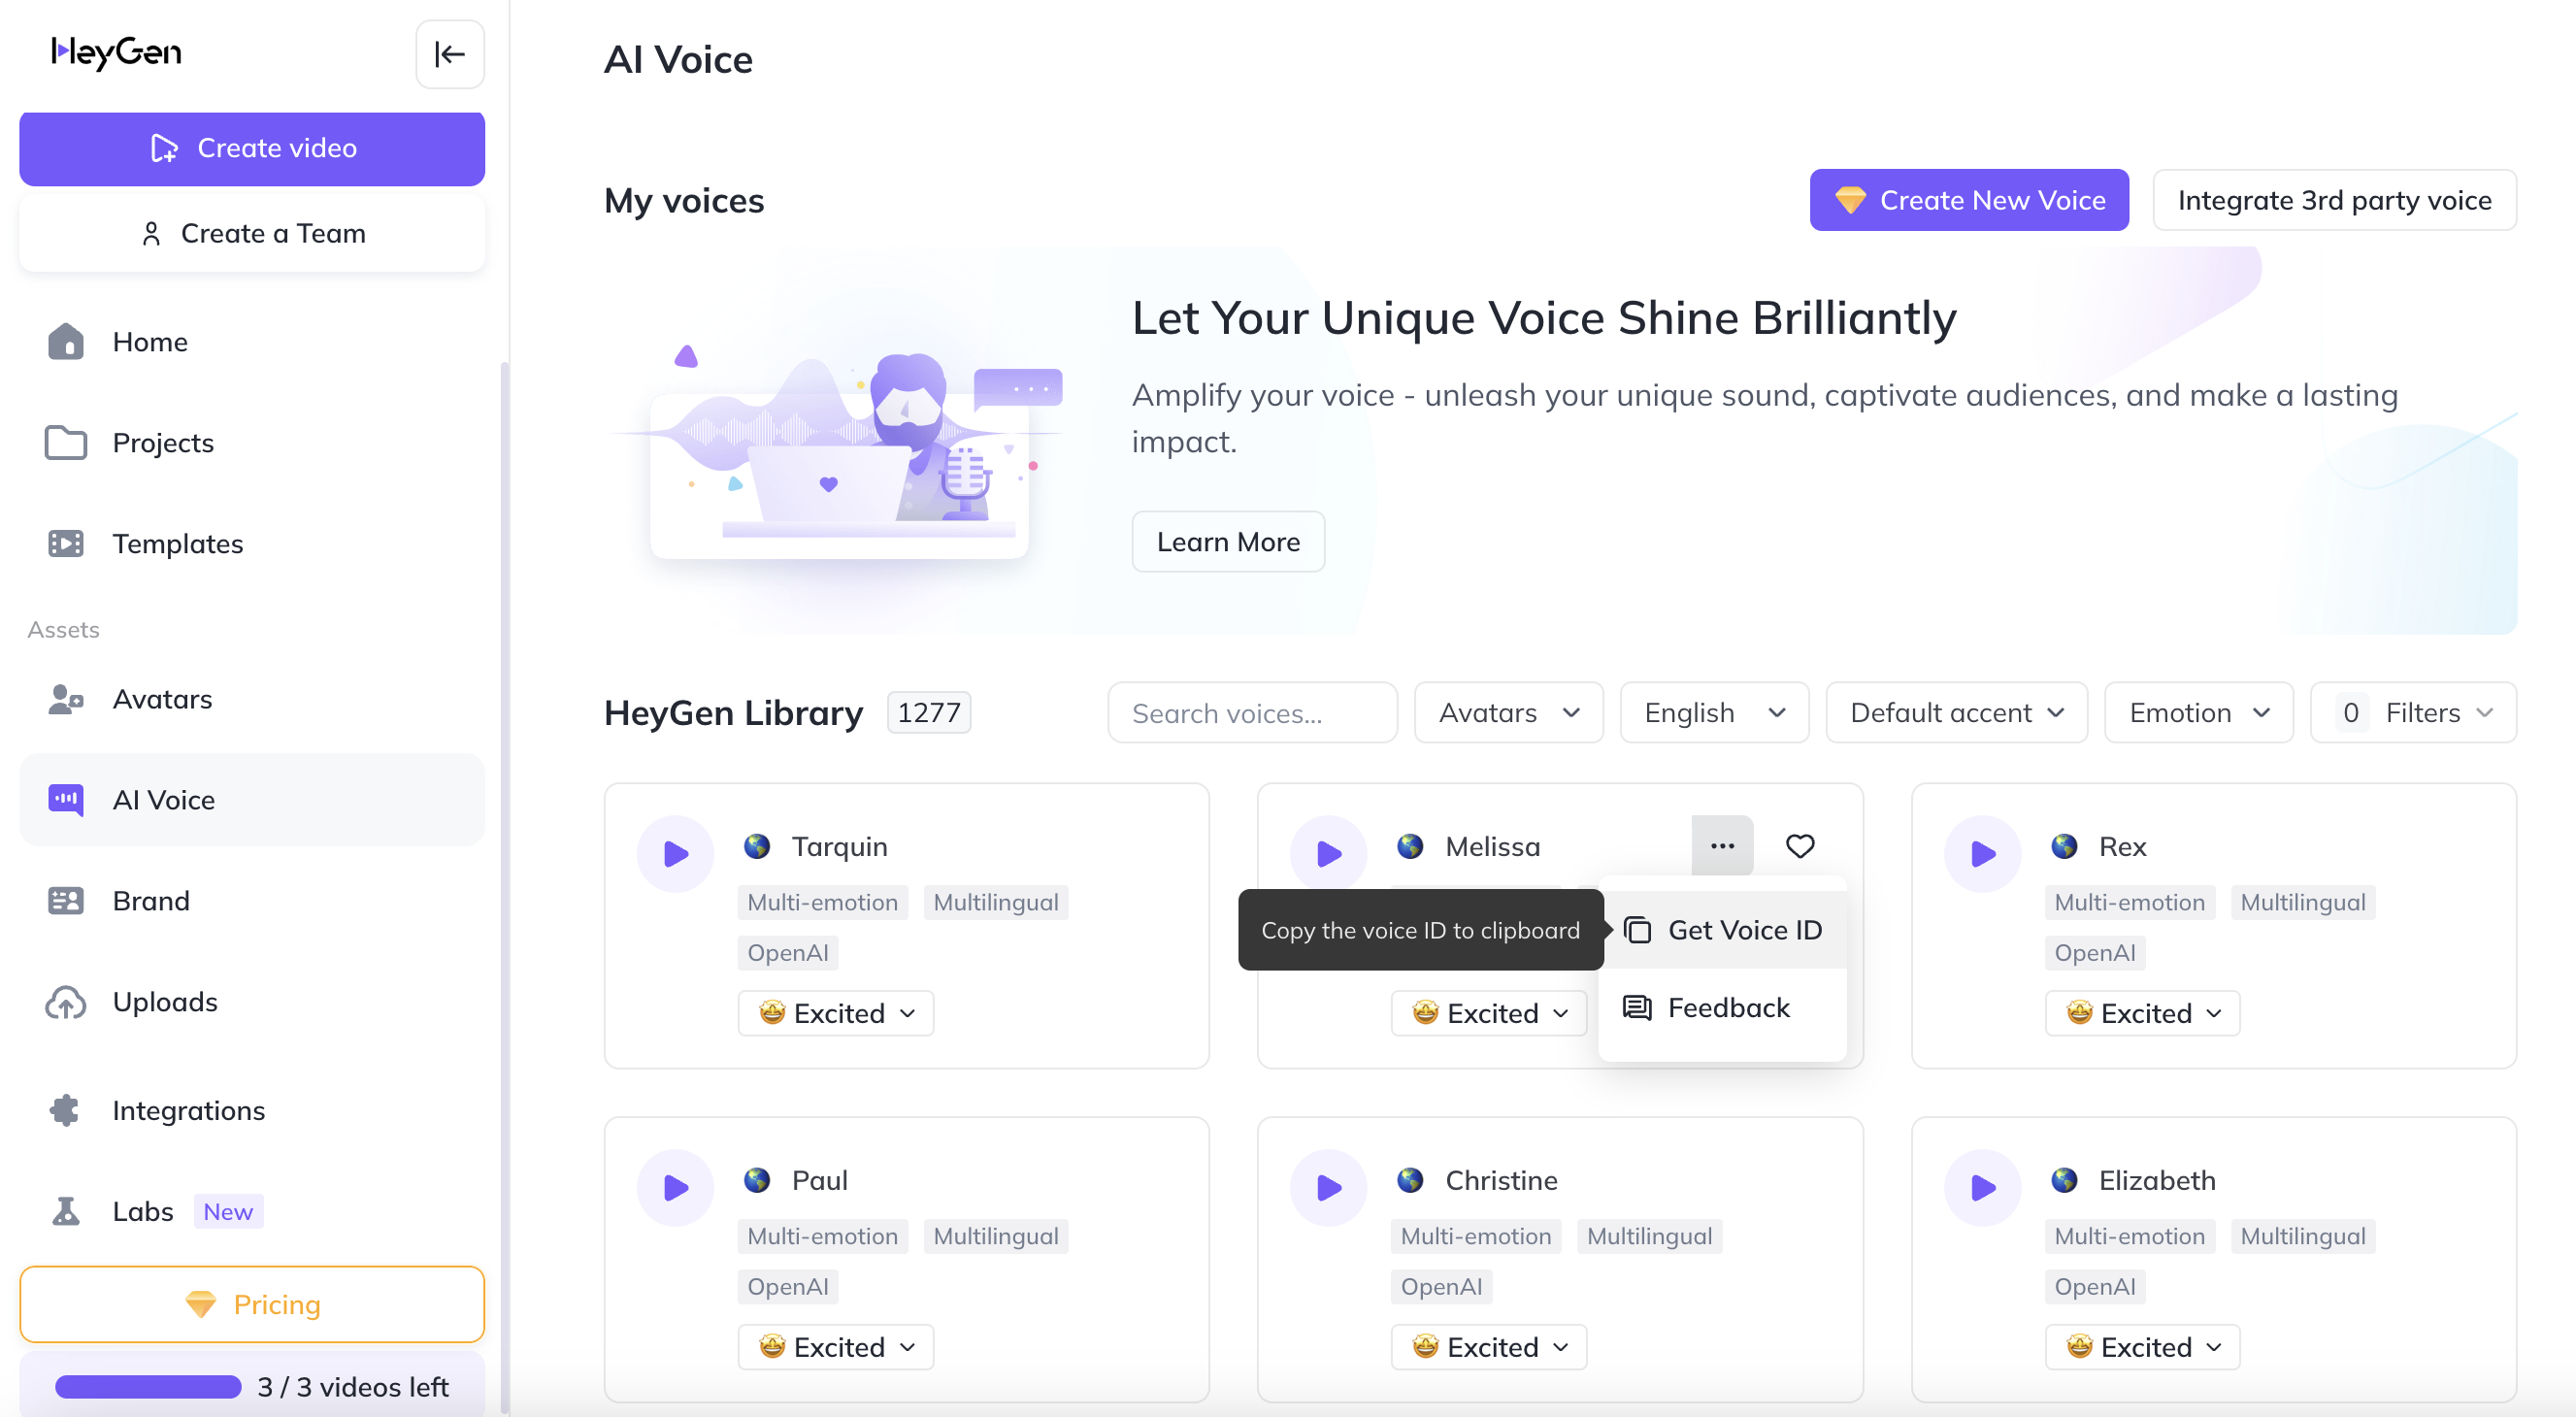 HeyGen
Create video
Create a Team
Home
Projects
Templates
Assets
Avatars
AI Voice
Brand
Uploads
Integrations
Labs New
Pricing
3 / 3 videos left
AI Voice
My voices
Create New Voice
Integrate 3rd party voice
Let Your Unique Voice Shine Brilliantly
Amplify your voice - unleash your unique sound, captivate audiences, and make a lasting
impact.
Learn More
HeyGen Library 1277
Search voices...
Avatars
English
Default accent
Emotion
0 Filters
Tarquin
Multi-emotion Multilingual
OpenAI
🤩 Excited
Melissa
...
Copy the voice ID to clipboard
Get Voice ID
Feedback
🤩 Excited
Rex
Multi-emotion Multilingual
OpenAI
🤩 Excited
Paul
Multi-emotion Multilingual
OpenAI
🤩 Excited
Christine
Multi-emotion Multilingual
OpenAI
🤩 Excited
Elizabeth
Multi-emotion Multilingual
OpenAI
🤩 Excited